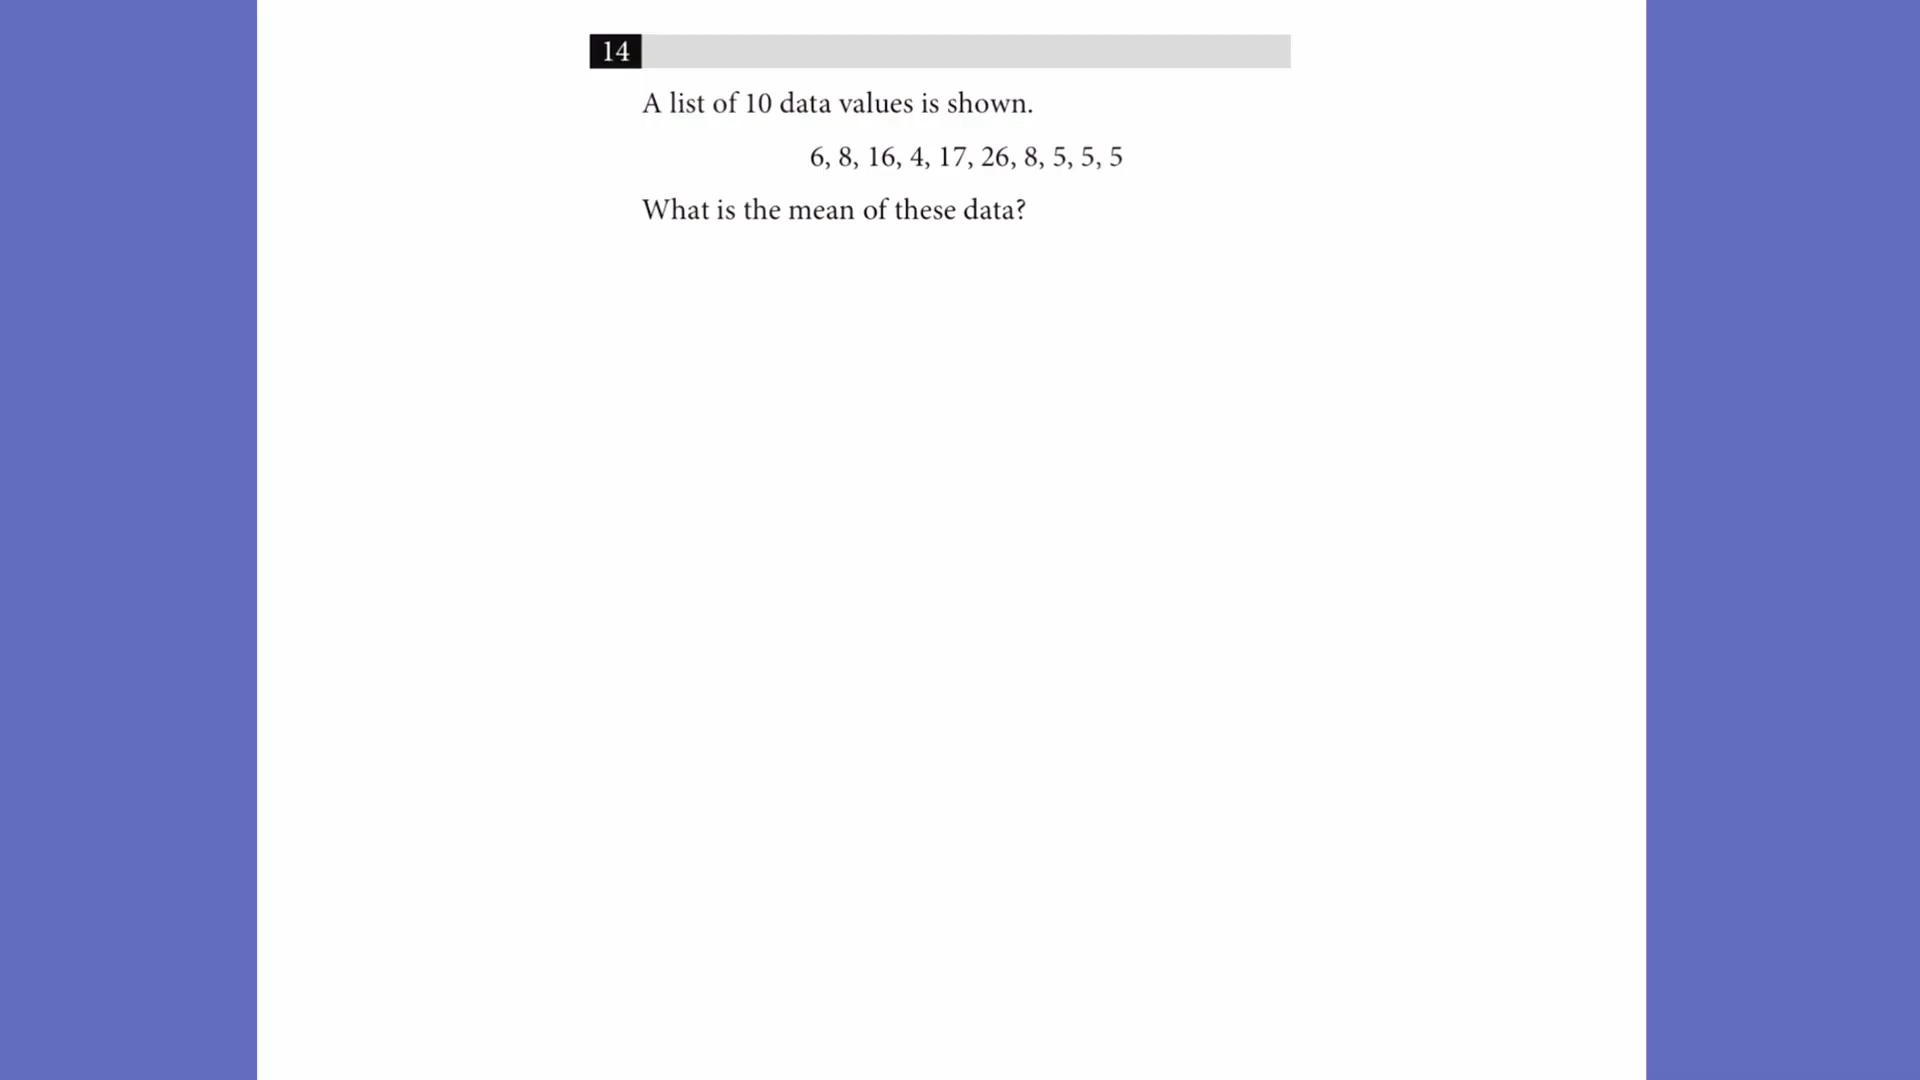 14
A list of 10 data values is shown.
6, 8, 16, 4, 17, 26, 8, 5, 5, 5
What is the mean of these data?